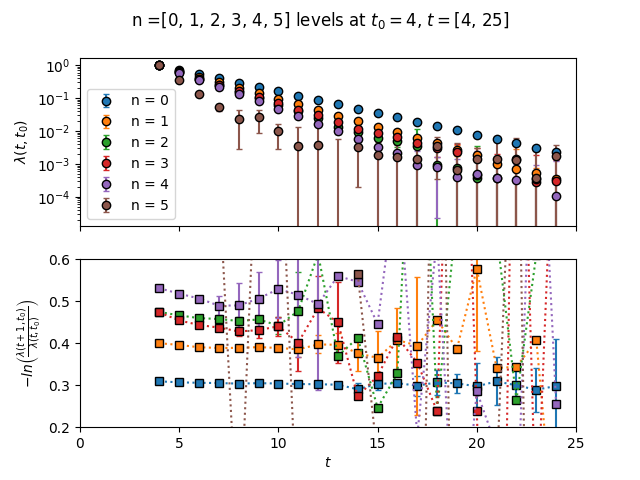 n =[0, 1, 2, 3, 4, 5] levels at t₀ = 4, t = [4, 25]
λ(t, t₀)
10⁰
10⁻¹
10⁻²
10⁻³
10⁻⁴
n = 0
n = 1
n = 2
n = 3
n = 4
n = 5
−ln(λ(t+1, t₀)/λ(t, t₀))
0.6
0.5
0.4
0.3
0.2
0
5
10
15
20
25
t